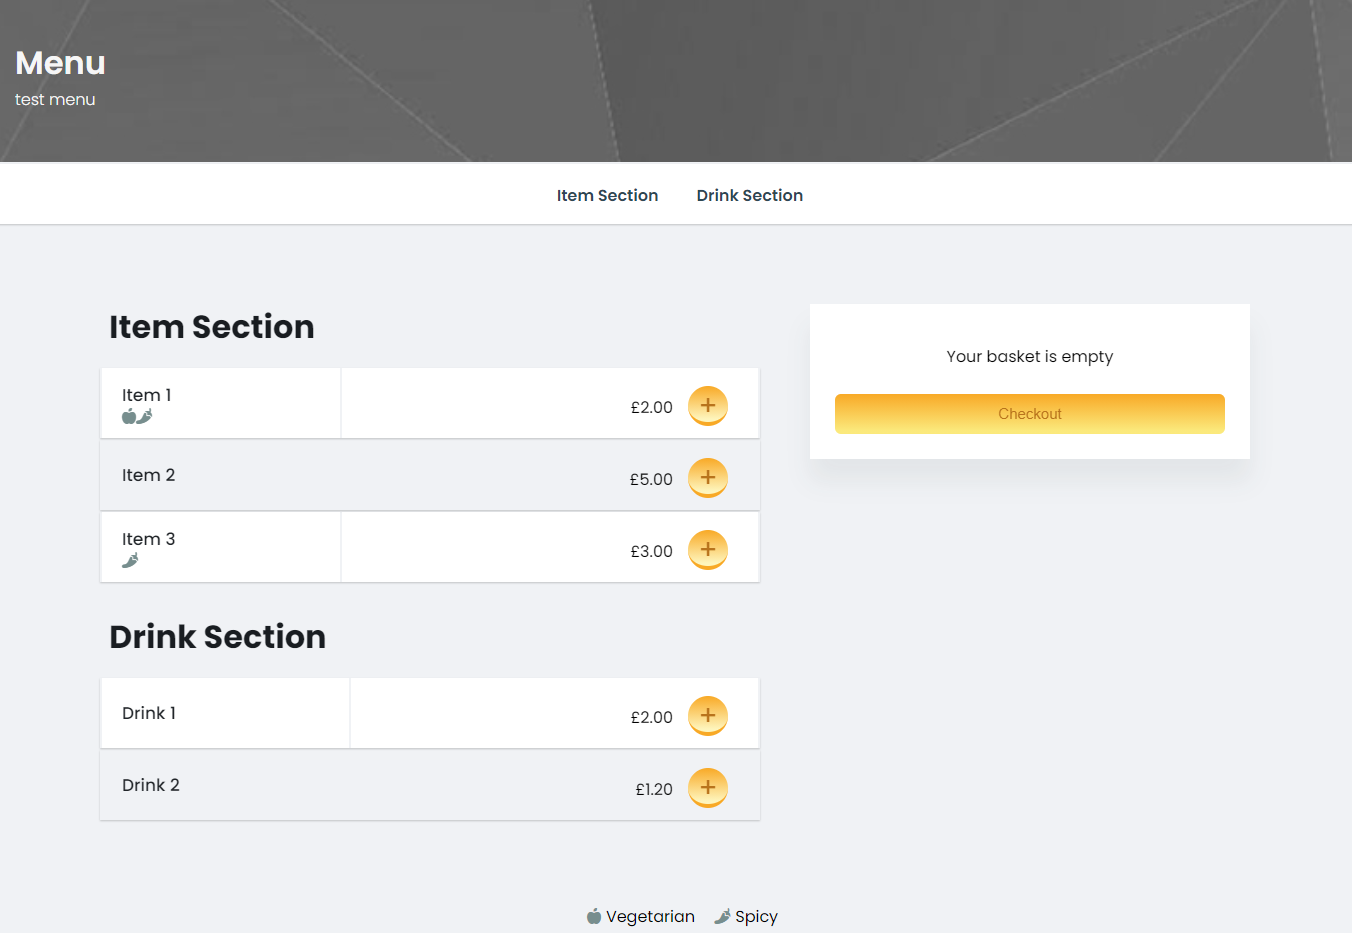 Menu
test menu
Item Section Drink Section
Item Section
Item 1
£2.00 +
Item 2
£5.00 +
Item 3
£3.00 +
Drink Section
Drink 1
£2.00 +
Drink 2
£1.20 +
Your basket is empty
Checkout
Vegetarian Spicy